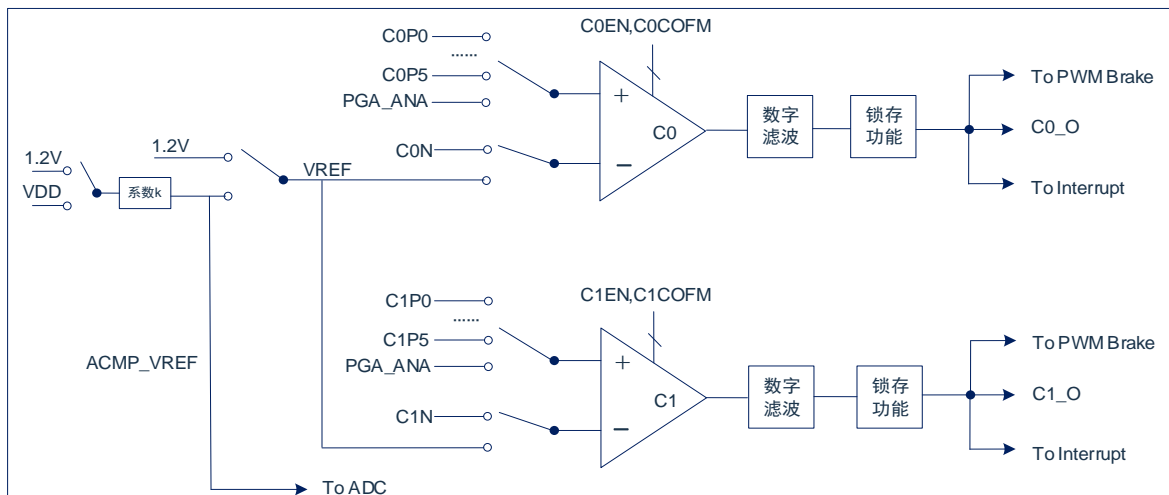 C0P0
......
C0P5
PGA_ANA
C0N
C0EN,C0COFM
+
−
C0
数字
滤波
锁存
功能
To PWM Brake
C0_O
To Interrupt
1.2V
VDD
系数k
1.2V
VREF
ACMP_VREF
To ADC
C1P0
......
C1P5
PGA_ANA
C1N
C1EN,C1COFM
+
−
C1
数字
滤波
锁存
功能
To PWM Brake
C1_O
To Interrupt